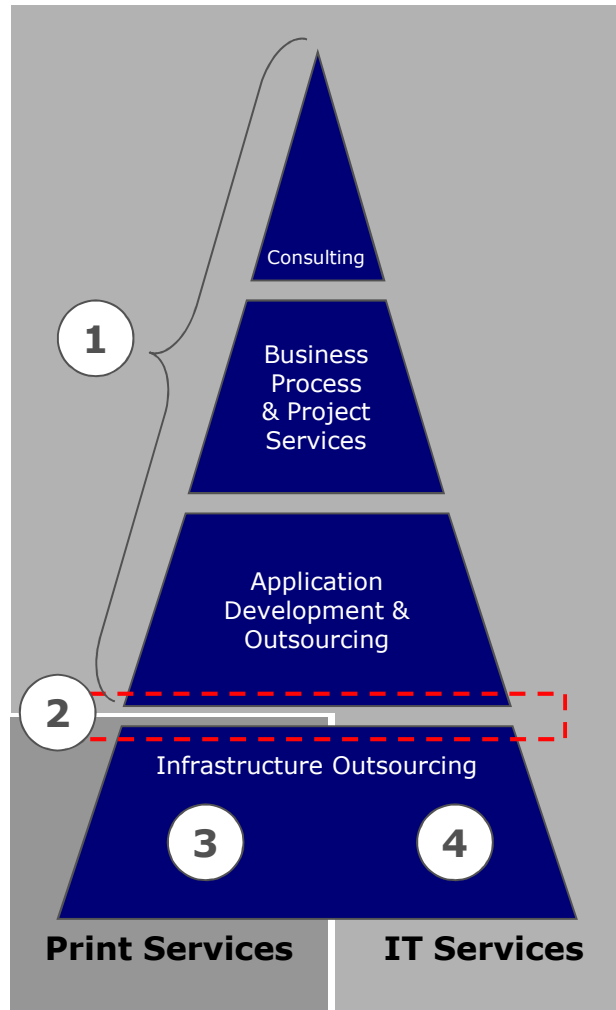 Consulting
1
Business
Process
& Project
Services
Application
Development &
Outsourcing
2
Infrastructure Outsourcing
3
4
Print Services
IT Services